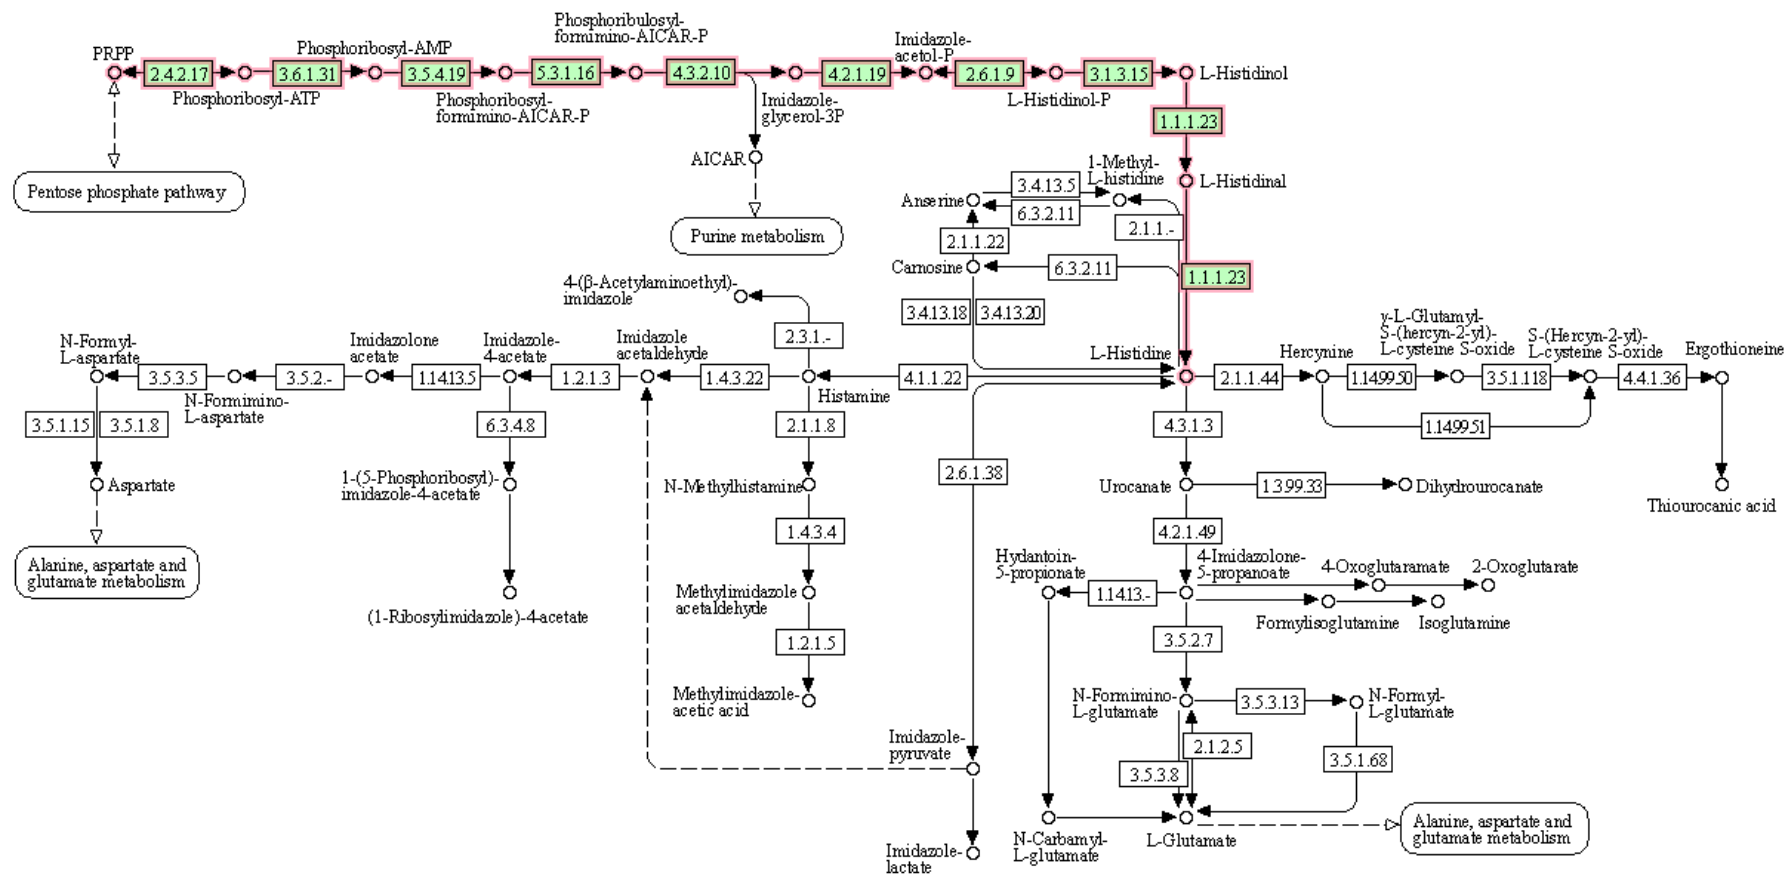 Phosphoribulosyl-
formimino-AICAR-P
Phosphoribosyl-AMP
Imidazole-
acetol-P
PRPP
2.4.2.17
3.6.1.31
3.5.4.19
5.3.1.16
4.3.2.10
4.2.1.19
2.6.1.9
3.1.3.15
L-Histidinol
Phosphoribosyl-ATP
Phosphoribosyl-
formimino-AICAR-P
Imidazole-
glycerol-3P
L-Histidinol-P
1.1.1.23
AICAR
1-Methyl-
L-histidine
L-Histidinal
Pentose phosphate pathway
3.4.13.5
Anserine
6.3.2.11
2.1.1.-
Purine metabolism
2.1.1.22
Carnosine
6.3.2.11
1.1.1.23
4-(β-Acetylaminoethyl)-
imidazole
3.4.13.18
3.4.13.20
2.3.1.-
N-Formyl-
L-aspartate
Imidazolone
acetate
Imidazole-
4-acetate
Imidazole
acetaldehyde
L-Histidine
Hercynine
γ-L-Glutamyl-
S-(hercyn-2-yl)-
L-cysteine S-oxide
S-(Hercyn-2-yl)-
L-cysteine S-oxide
Ergothioneine
3.5.3.5
3.5.2.-
1.14.13.5
1.2.1.3
1.4.3.22
4.1.1.22
2.1.1.44
1.14.99.50
3.5.1.118
4.4.1.36
N-Formimino-
L-aspartate
Histamine
3.5.1.15
3.5.1.8
6.3.4.8
2.1.1.8
4.3.1.3
1.14.99.51
2.6.1.38
Aspartate
1-(5-Phosphoribosyl)-
imidazole-4-acetate
N-Methylhistamine
Urocanate
1.3.99.33
Dihydrourocanate
Thiourocanic acid
1.4.3.4
4.2.1.49
Alanine, aspartate and
glutamate metabolism
Hydantoin-
5-propionate
4-Imidazolone-
5-propanoate
4-Oxoglutaramate
2-Oxoglutarate
Methylimidazole
acetaldehyde
1.14.13.-
(1-Ribosylimidazole)-4-acetate
Formylisoglutamine
Isoglutamine
1.2.1.5
3.5.2.7
Methylimidazole-
acetic acid
N-Formimino-
L-glutamate
3.5.3.13
N-Formyl-
L-glutamate
Imidazole-
pyruvate
2.1.2.5
3.5.3.8
3.5.1.68
Alanine, aspartate and
glutamate metabolism
N-Carbamyl-
L-glutamate
L-Glutamate
Imidazole-
lactate